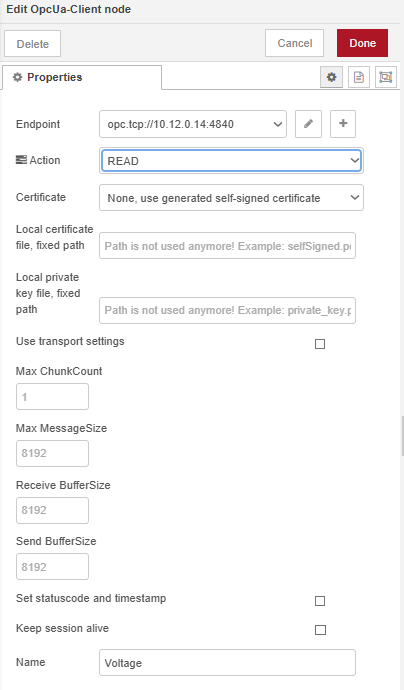 Edit OpcUa-Client node
Delete
Cancel
Done
Properties
Endpoint
opc.tcp://10.12.0.14:4840
Action
READ
Certificate
None, use generated self-signed certificate
Local certificate
file, fixed path
Path is not used anymore! Example: selfSigned.p
Local private
key file, fixed
path
Path is not used anymore! Example: private_key.p
Use transport settings
Max ChunkCount
1
Max MessageSize
8192
Receive BufferSize
8192
Send BufferSize
8192
Set statuscode and timestamp
Keep session alive
Name
Voltage